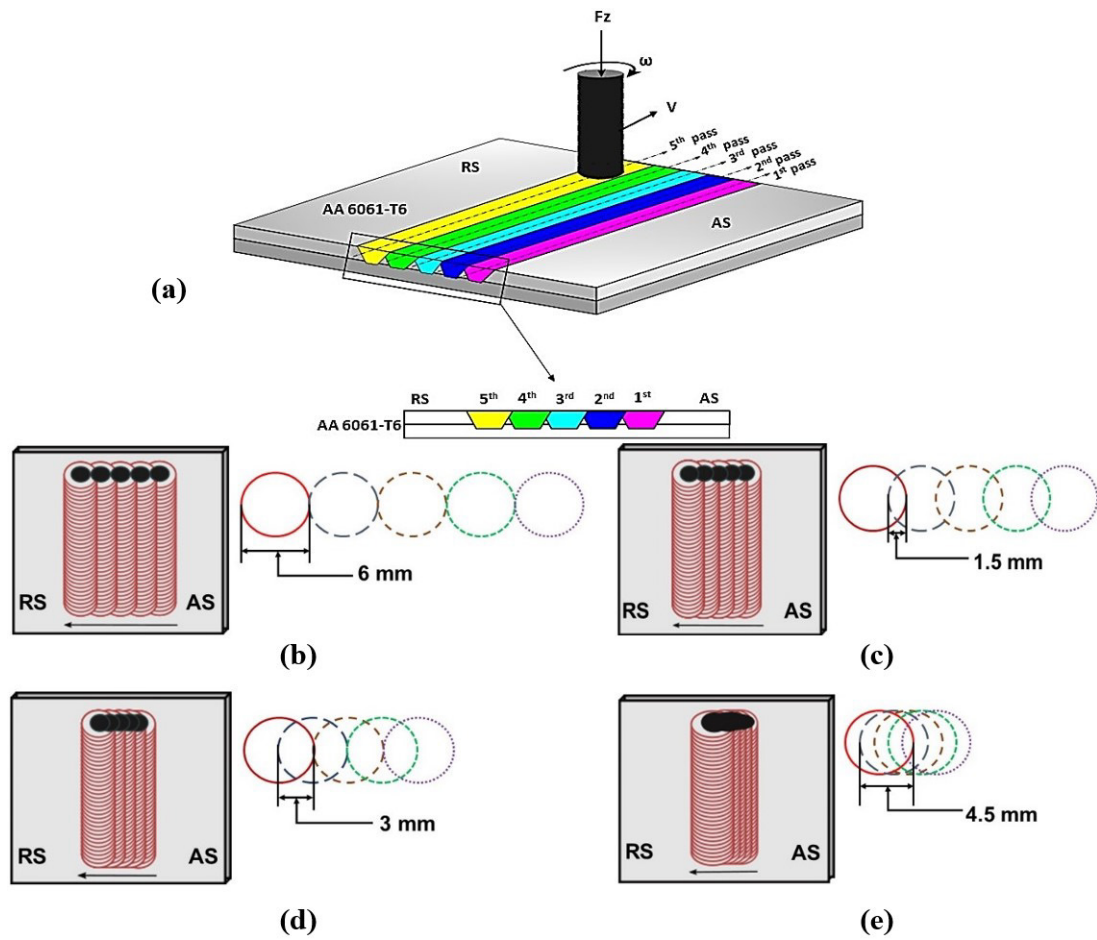 Fz
ω
V
5th pass
4th pass
3rd pass
2nd pass
1st pass
RS
AA 6061-T6
AS
(a)
RS 5th 4th 3rd 2nd 1st AS
AA 6061-T6
RS AS
6 mm
(b)
RS AS
1.5 mm
(c)
RS AS
3 mm
(d)
RS AS
4.5 mm
(e)